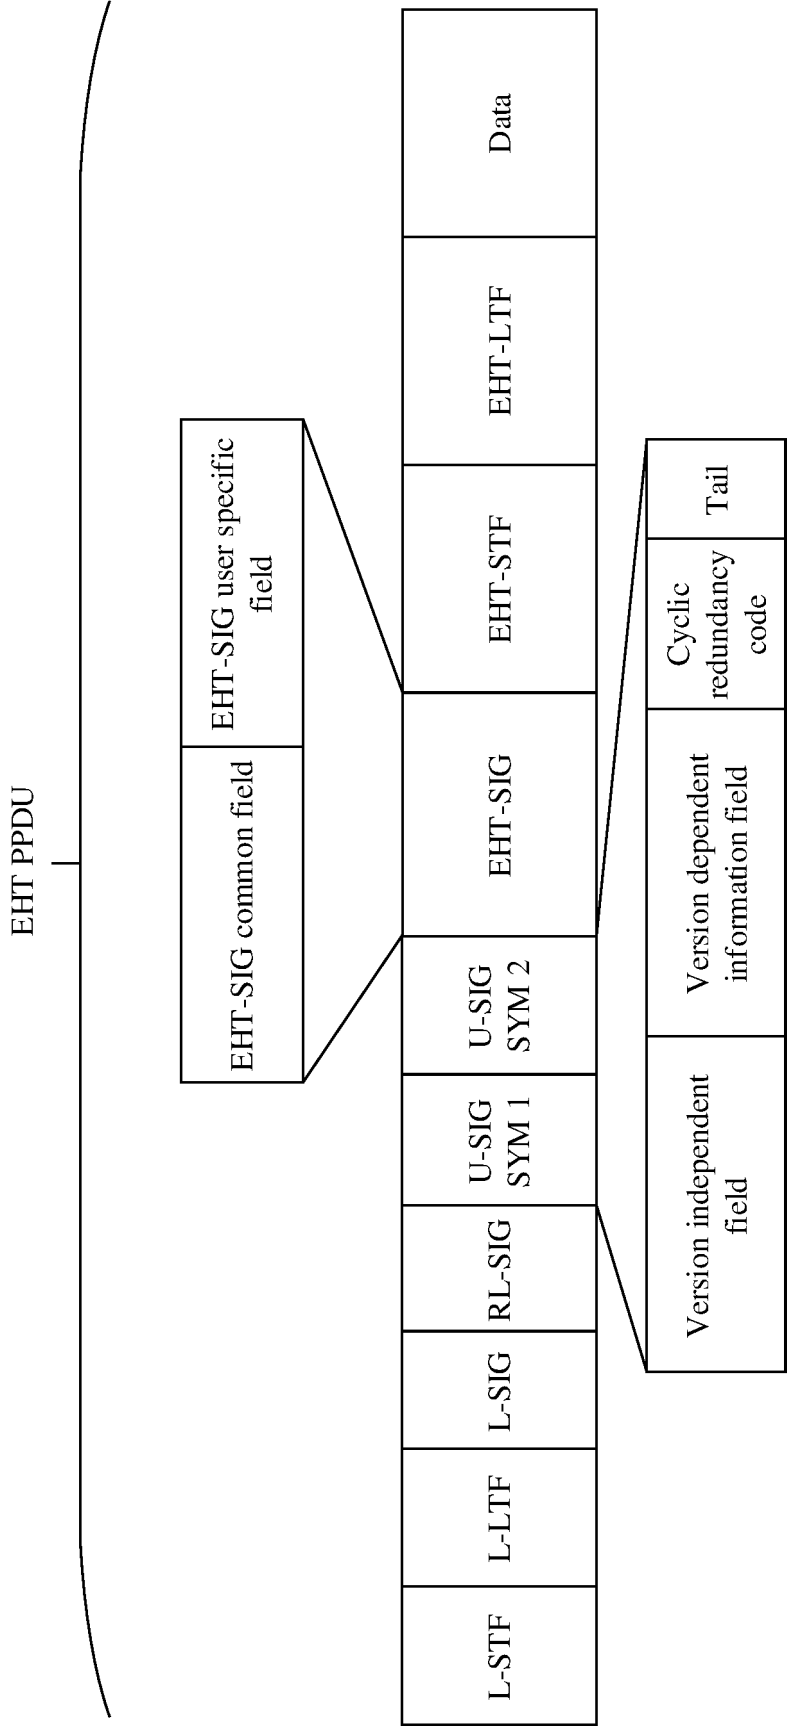 EHT PPDU
EHT-SIG common field
EHT-SIG user specific
field
L-STF
L-LTF
L-SIG
RL-SIG
U-SIG
SYM 1
U-SIG
SYM 2
EHT-SIG
EHT-STF
EHT-LTF
Data
Version independent
field
Version dependent
information field
Cyclic
redundancy
code
Tail